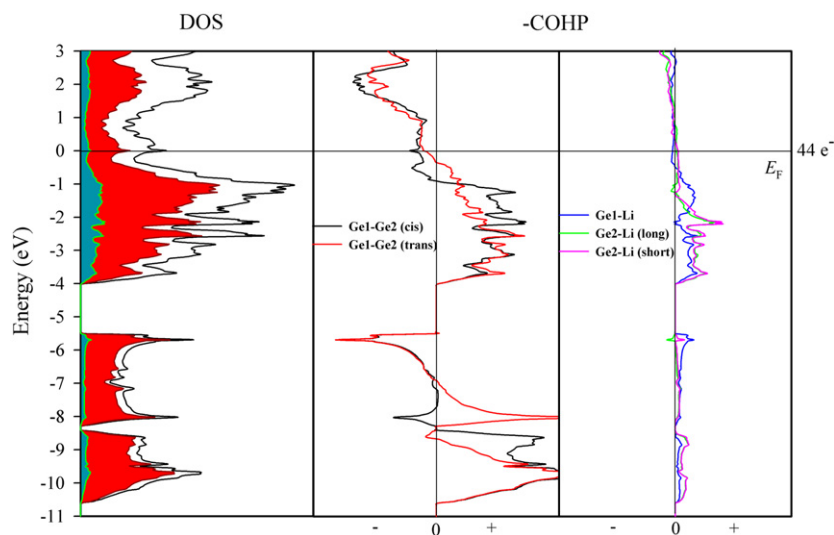 DOS
-COHP
3
2
1
0
-1
-2
-3
-4
-5
-6
-7
-8
-9
-10
-11
Energy (eV)
Ge1-Ge2 (cis)
Ge1-Ge2 (trans)
Ge1-Li
Ge2-Li (long)
Ge2-Li (short)
44 e-
EF
- 0 +
- 0 +